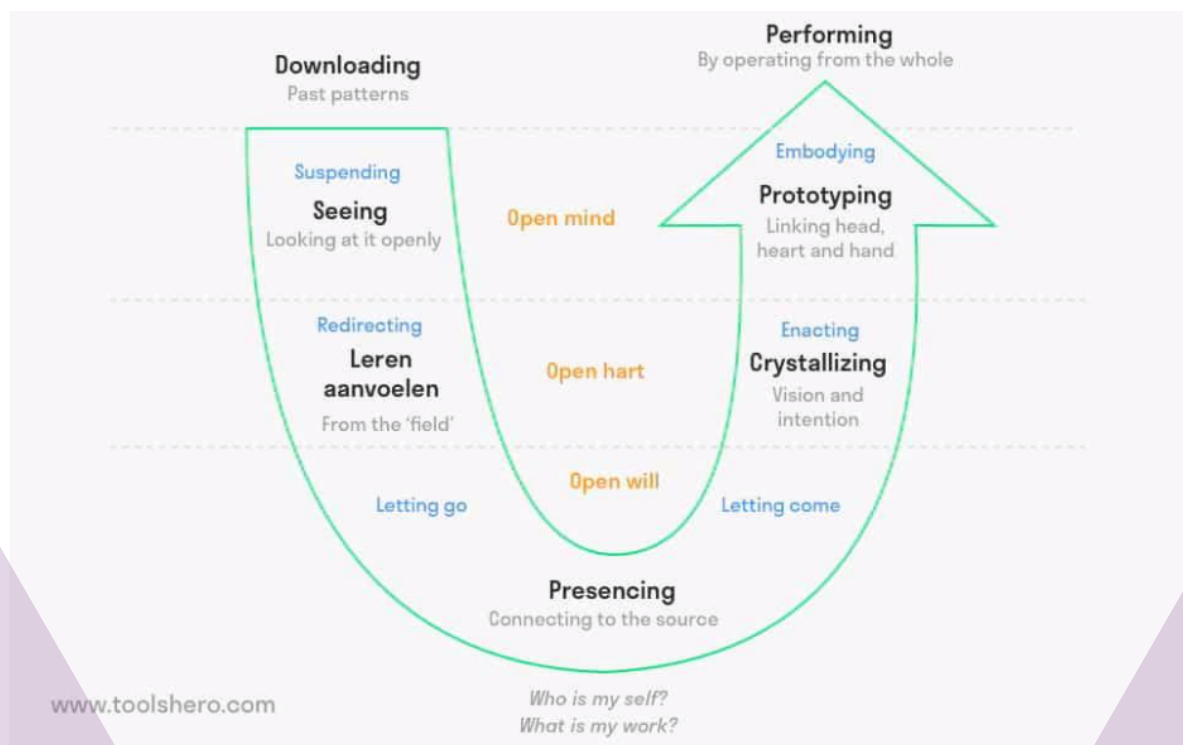 Performing
By operating from the whole
Downloading
Past patterns
Embodying
Suspending
Prototyping
Seeing
Open mind
Linking head,
Looking at it openly
heart and hand
Redirecting
Enacting
Leren
Crystallizing
aanvoelen
Open hart
Vision and
From the ‘field’
intention
Open will
Letting go
Letting come
Presencing
Connecting to the source
www.toolshero.com
Who is my self?
What is my work?